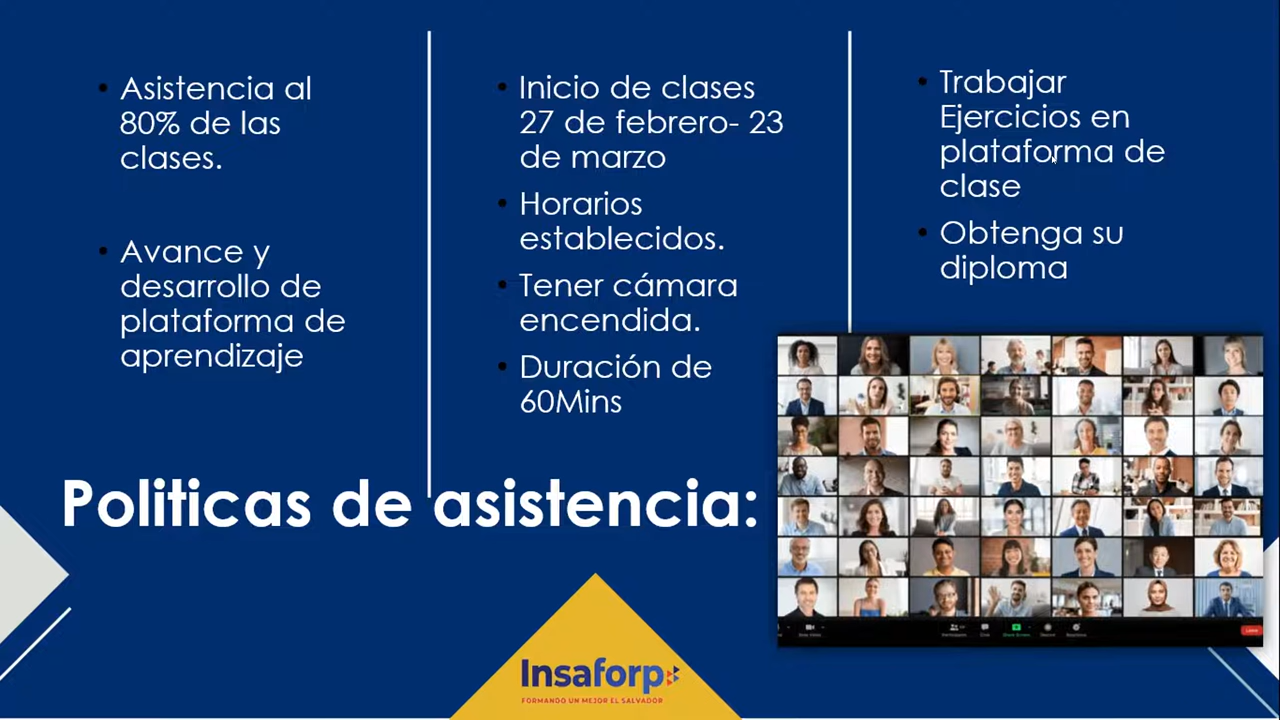 Asistencia al
80% de las
clases.
Avance y
desarrollo de
plataforma de
aprendizaje
Inicio de clases
27 de febrero- 23
de marzo
Horarios
establecidos.
Tener cámara
encendida.
Duración de
60Mins
Trabajar
Ejercicios en
plataforma de
clase
Obtenga su
diploma
Politicas de asistencia:
Insaforp
FORMANDO UN MEJOR EL SALVADOR